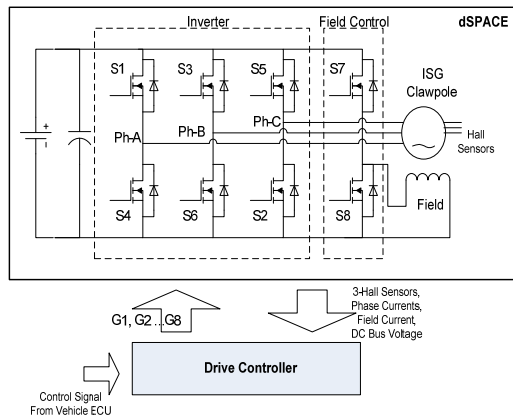 Inverter
Field Control
dSPACE
S1
S3
S5
S7
ISG
Clawpole
Ph-A
Ph-B
Ph-C
+
-
Hall
Sensors
S4
S6
S2
S8
Field
G1, G2...G8
3-Hall Sensors,
Phase Currents,
Field Current,
DC Bus Voltage
Drive Controller
Control Signal
From Vehicle ECU